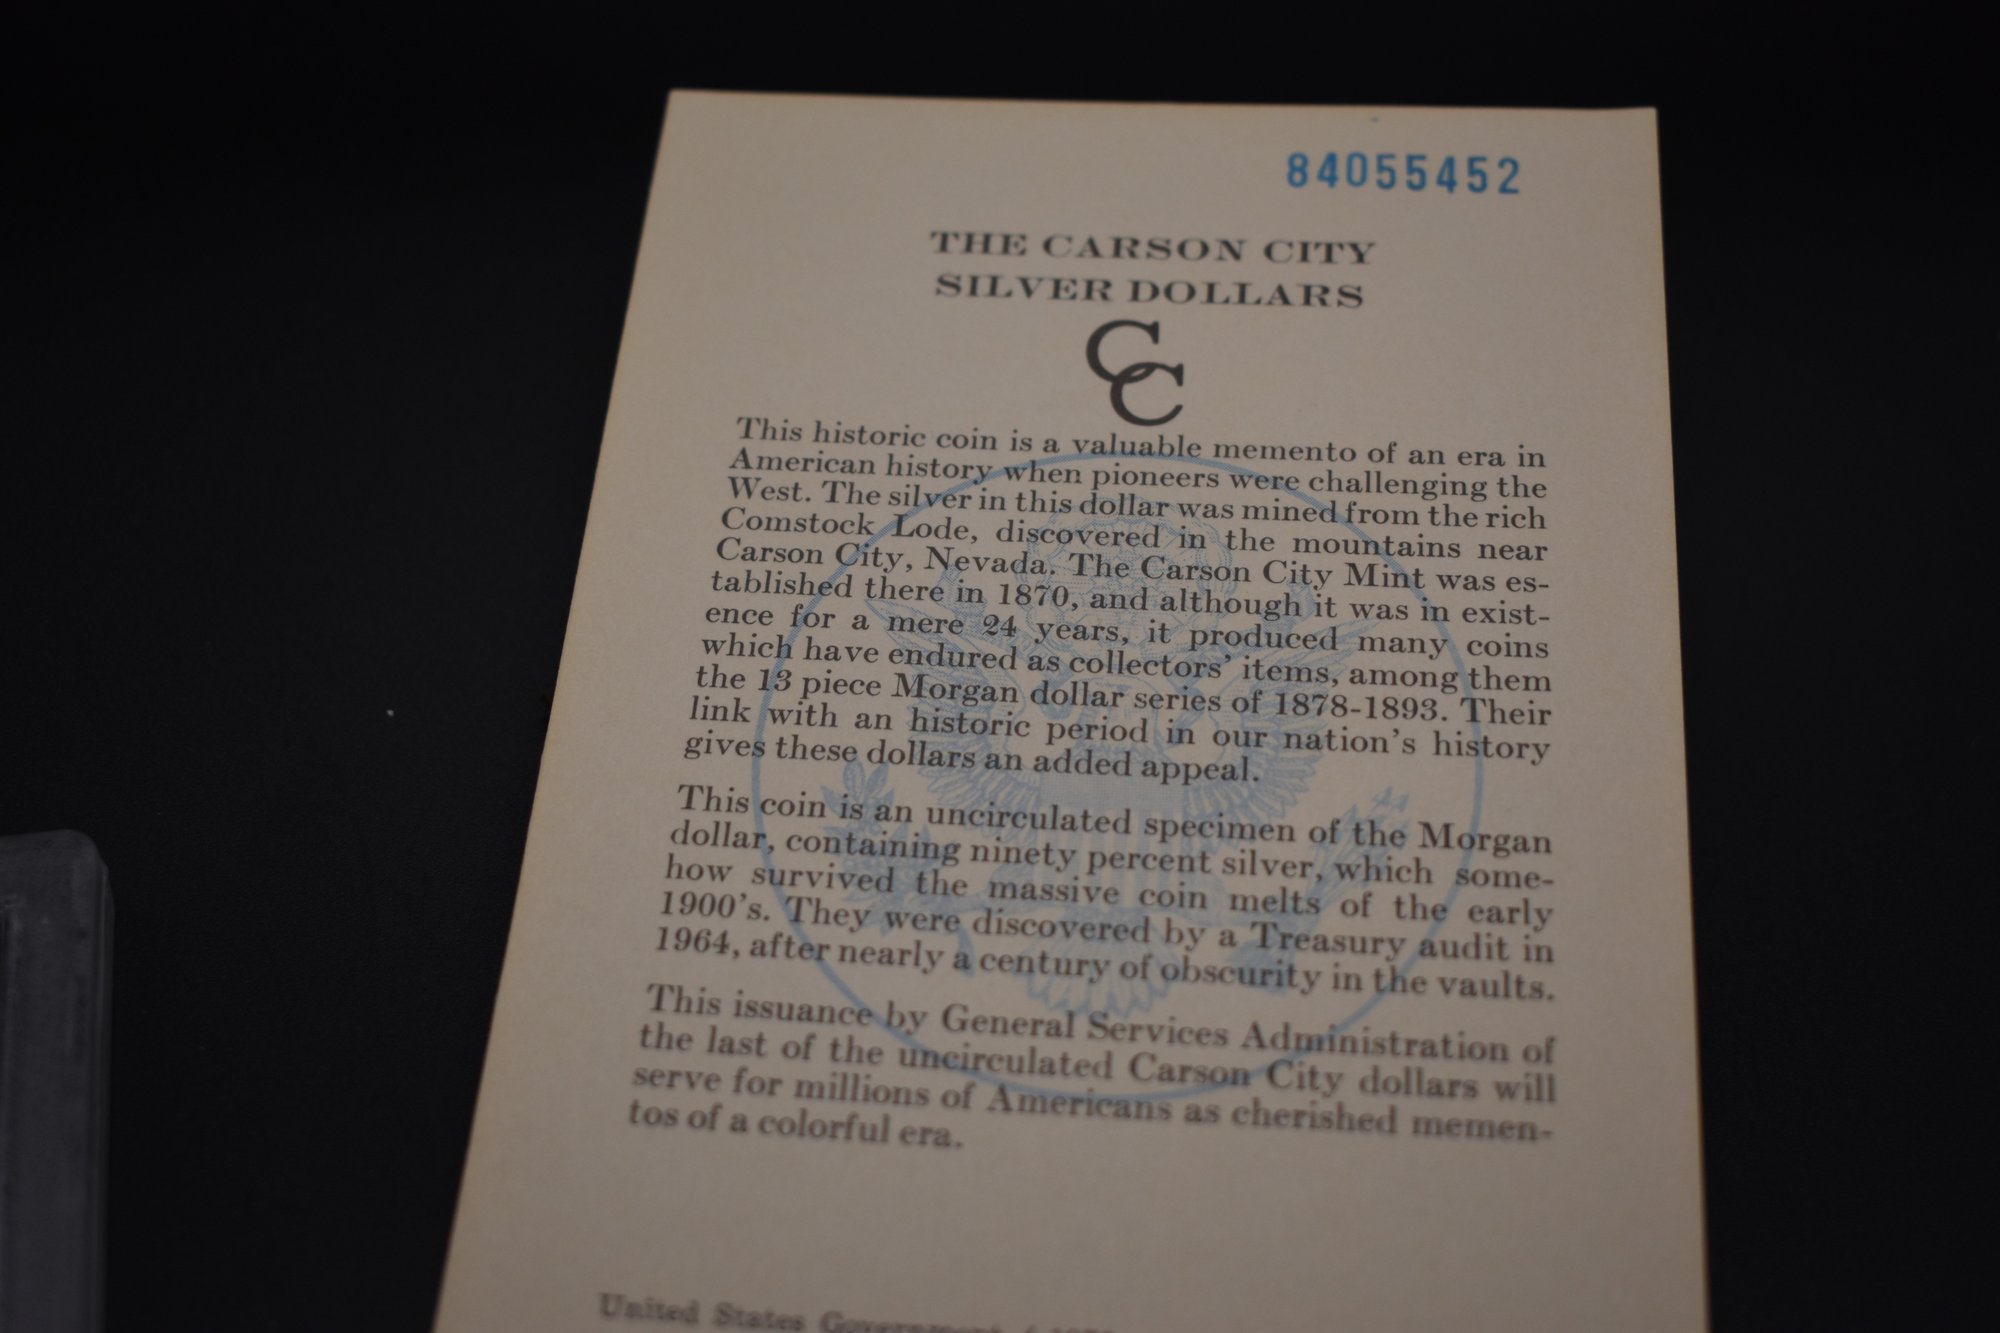 84055452
THE CARSON CITY
SILVER DOLLARS
CC
This historic coin is a valuable memento of an era in
American history when pioneers were challenging the
West. The silver in this dollar was mined from the rich
Comstock Lode, discovered in the mountains near
Carson City, Nevada. The Carson City Mint was es-
tablished there in 1870, and although it was in exist-
ence for a mere 24 years, it produced many coins
which have endured as collectors' items, among them
the 13 piece Morgan dollar series of 1878-1893. Their
link with an historic period in our nation's history
gives these dollars an added appeal.
This coin is an uncirculated specimen of the Morgan
dollar, containing ninety percent silver, which some-
how survived the massive coin melts of the early
1900's. They were discovered by a Treasury audit in
1964, after nearly a century of obscurity in the vaults.
This issuance by General Services Administration of
the last of the uncirculated Carson City dollars will
serve for millions of Americans as cherished memen-
tos of a colorful era.
United States Government